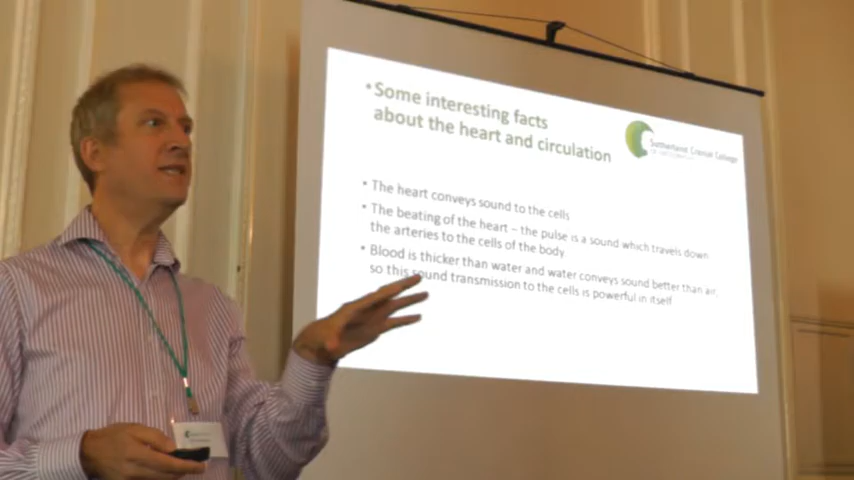 • Some interesting facts
about the heart and circulation
Sutherland Cranial College
• The heart conveys sound to the cells
• The beating of the heart – the pulse is a sound which travels down
the arteries to the cells of the body
• Blood is thicker than water and water conveys sound better than air,
so this sound transmission to the cells is powerful in itself